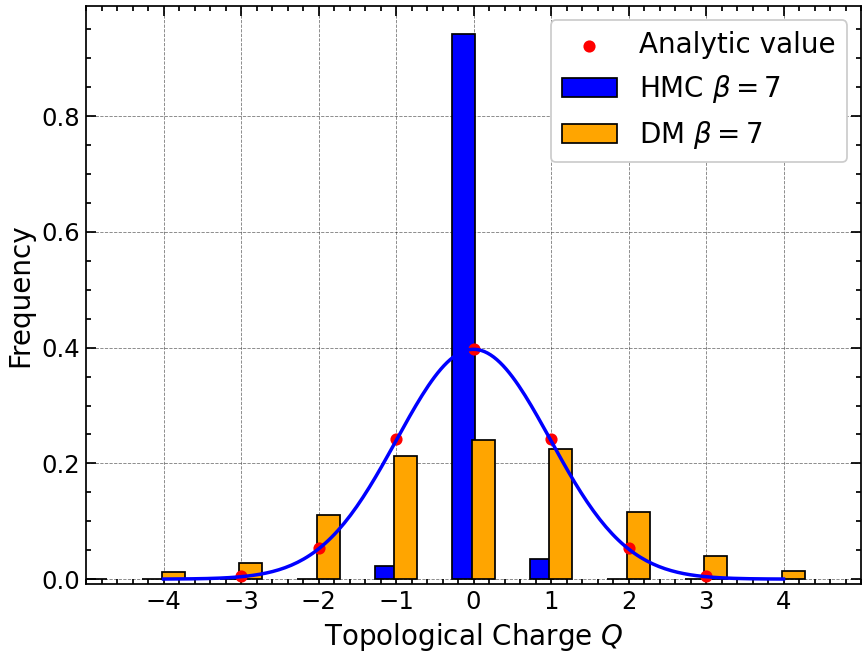 Analytic value
HMC β = 7
DM β = 7
Frequency
0.8
0.6
0.4
0.2
0.0
−4 −3 −2 −1 0 1 2 3 4
Topological Charge Q